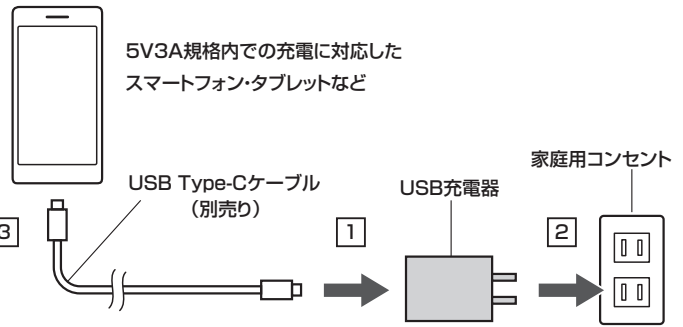 5V3A規格内での充電に対応した
スマートフォン・タブレットなど
家庭用コンセント
USB Type-Cケーブル
（別売り）
USB充電器
3
1
2